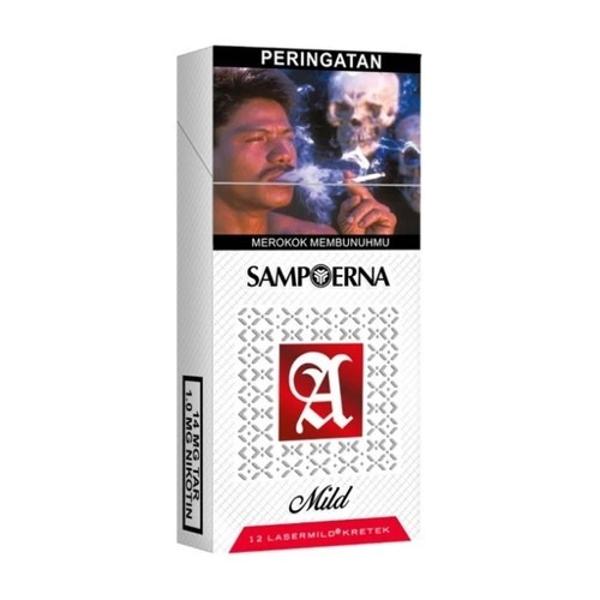 PERINGATAN
MEROKOK MEMBUNUHMU
SAMPOERNA
A
Mild
12 LASERMILD® KRETEK
14 MG TAR
1.0 MG NIKOTIN